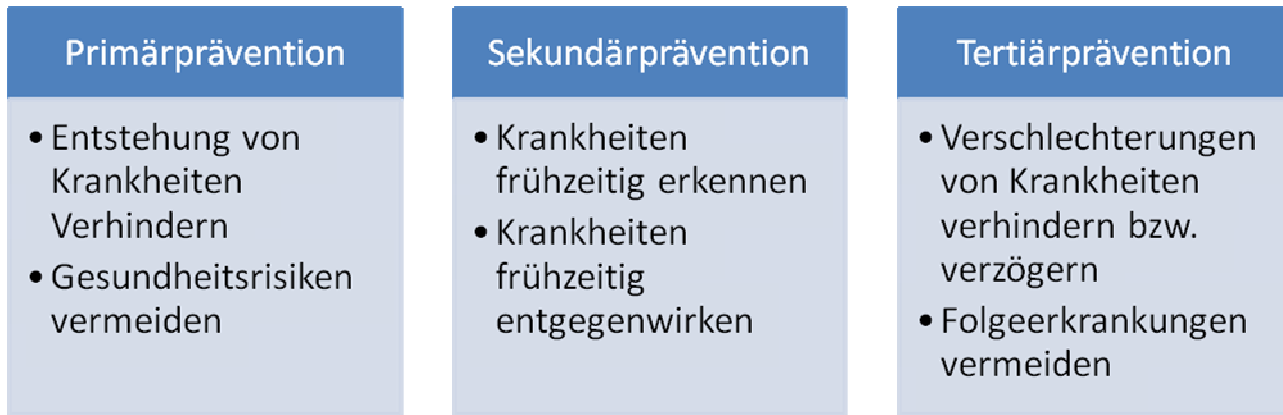 Primärprävention
• Entstehung von
Krankheiten
Verhindern
• Gesundheitsrisiken
vermeiden
Sekundärprävention
• Krankheiten
frühzeitig erkennen
• Krankheiten
frühzeitig
entgegenwirken
Tertiärprävention
• Verschlechterungen
von Krankheiten
verhindern bzw.
verzögern
• Folgeerkrankungen
vermeiden